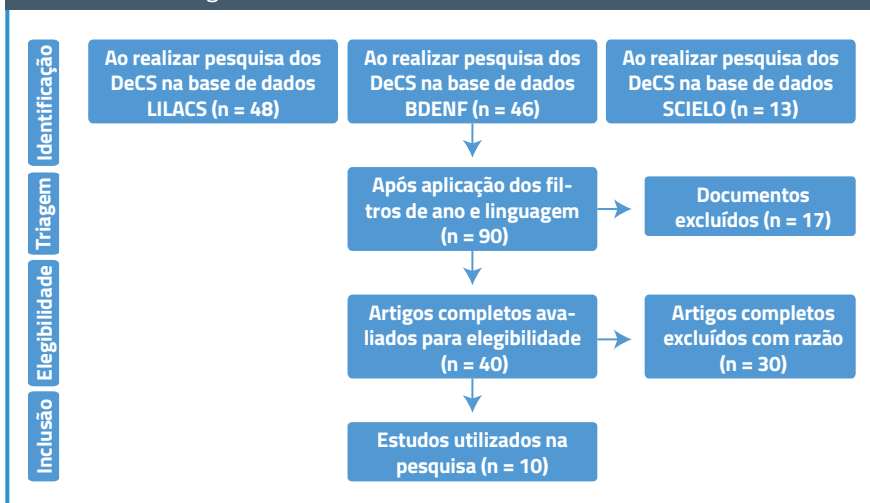 Identificação
Ao realizar pesquisa dos
DeCS na base de dados
LILACS (n = 48)
Ao realizar pesquisa dos
DeCS na base de dados
BDENF (n = 46)
Ao realizar pesquisa dos
DeCS na base de dados
SCIELO (n = 13)
Triagem
Após aplicação dos fil-
tros de ano e linguagem
(n = 90)
Documentos
excluídos (n = 17)
Elegibilidade
Artigos completos ava-
liados para elegibilidade
(n = 40)
Artigos completos
excluídos com razão
(n = 30)
Inclusão
Estudos utilizados na
pesquisa (n = 10)